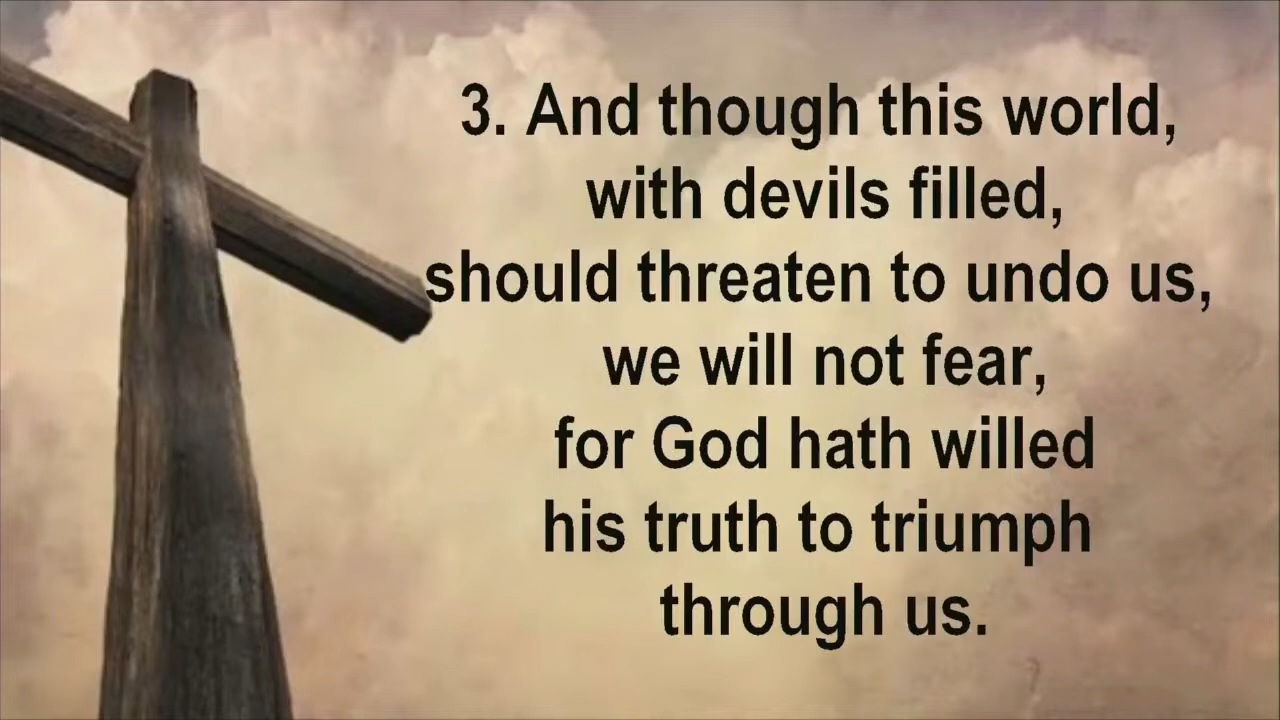 3. And though this world,
with devils filled,
should threaten to undo us,
we will not fear,
for God hath willed
his truth to triumph
through us.